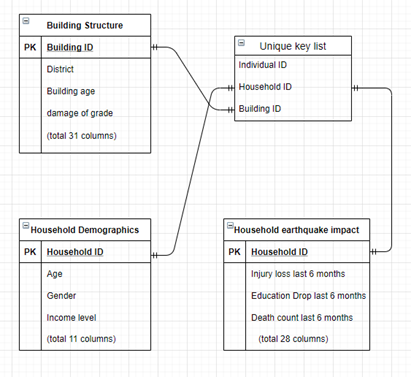 Building Structure
PK Building ID
District
Building age
damage of grade
(total 31 columns)
Unique key list
Individual ID
Household ID
Building ID
Household Demographics
PK Household ID
Age
Gender
Income level
(total 11 columns)
Household earthquake impact
PK Household ID
Injury loss last 6 months
Education Drop last 6 months
Death count last 6 months
(total 28 columns)